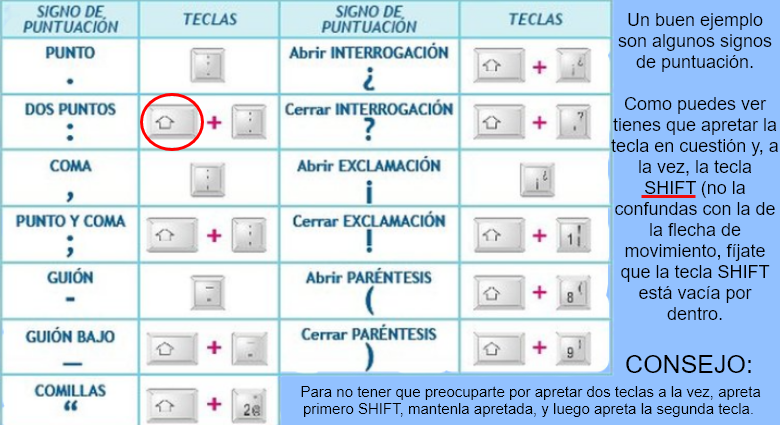 SIGNO DE PUNTUACIÓN
TECLAS
SIGNO DE PUNTUACIÓN
TECLAS
PUNTO
.
Abrir INTERROGACIÓN
¿
+
¿
¡
DOS PUNTOS
:
+
Cerrar INTERROGACIÓN
?
+
?
'
COMA
,
Abrir EXCLAMACIÓN
¡
¿
¡
PUNTO Y COMA
;
+
Cerrar EXCLAMACIÓN
!
+
1!
GUIÓN
-
Abrir PARÉNTESIS
(
+
8 (
GUIÓN BAJO
_
+
Cerrar PARÉNTESIS
)
+
9 )
COMILLAS
“
+
2@
Un buen ejemplo
son algunos signos
de puntuación.
Como puedes ver
tienes que apretar la
tecla en cuestión y, a
la vez, la tecla
SHIFT (no la
confundas con la de
la flecha de
movimiento, fíjate
que la tecla SHIFT
está vacía por
dentro.
CONSEJO:
Para no tener que preocuparte por apretar dos teclas a la vez, apreta
primero SHIFT, mantenla apretada, y luego apreta la segunda tecla.